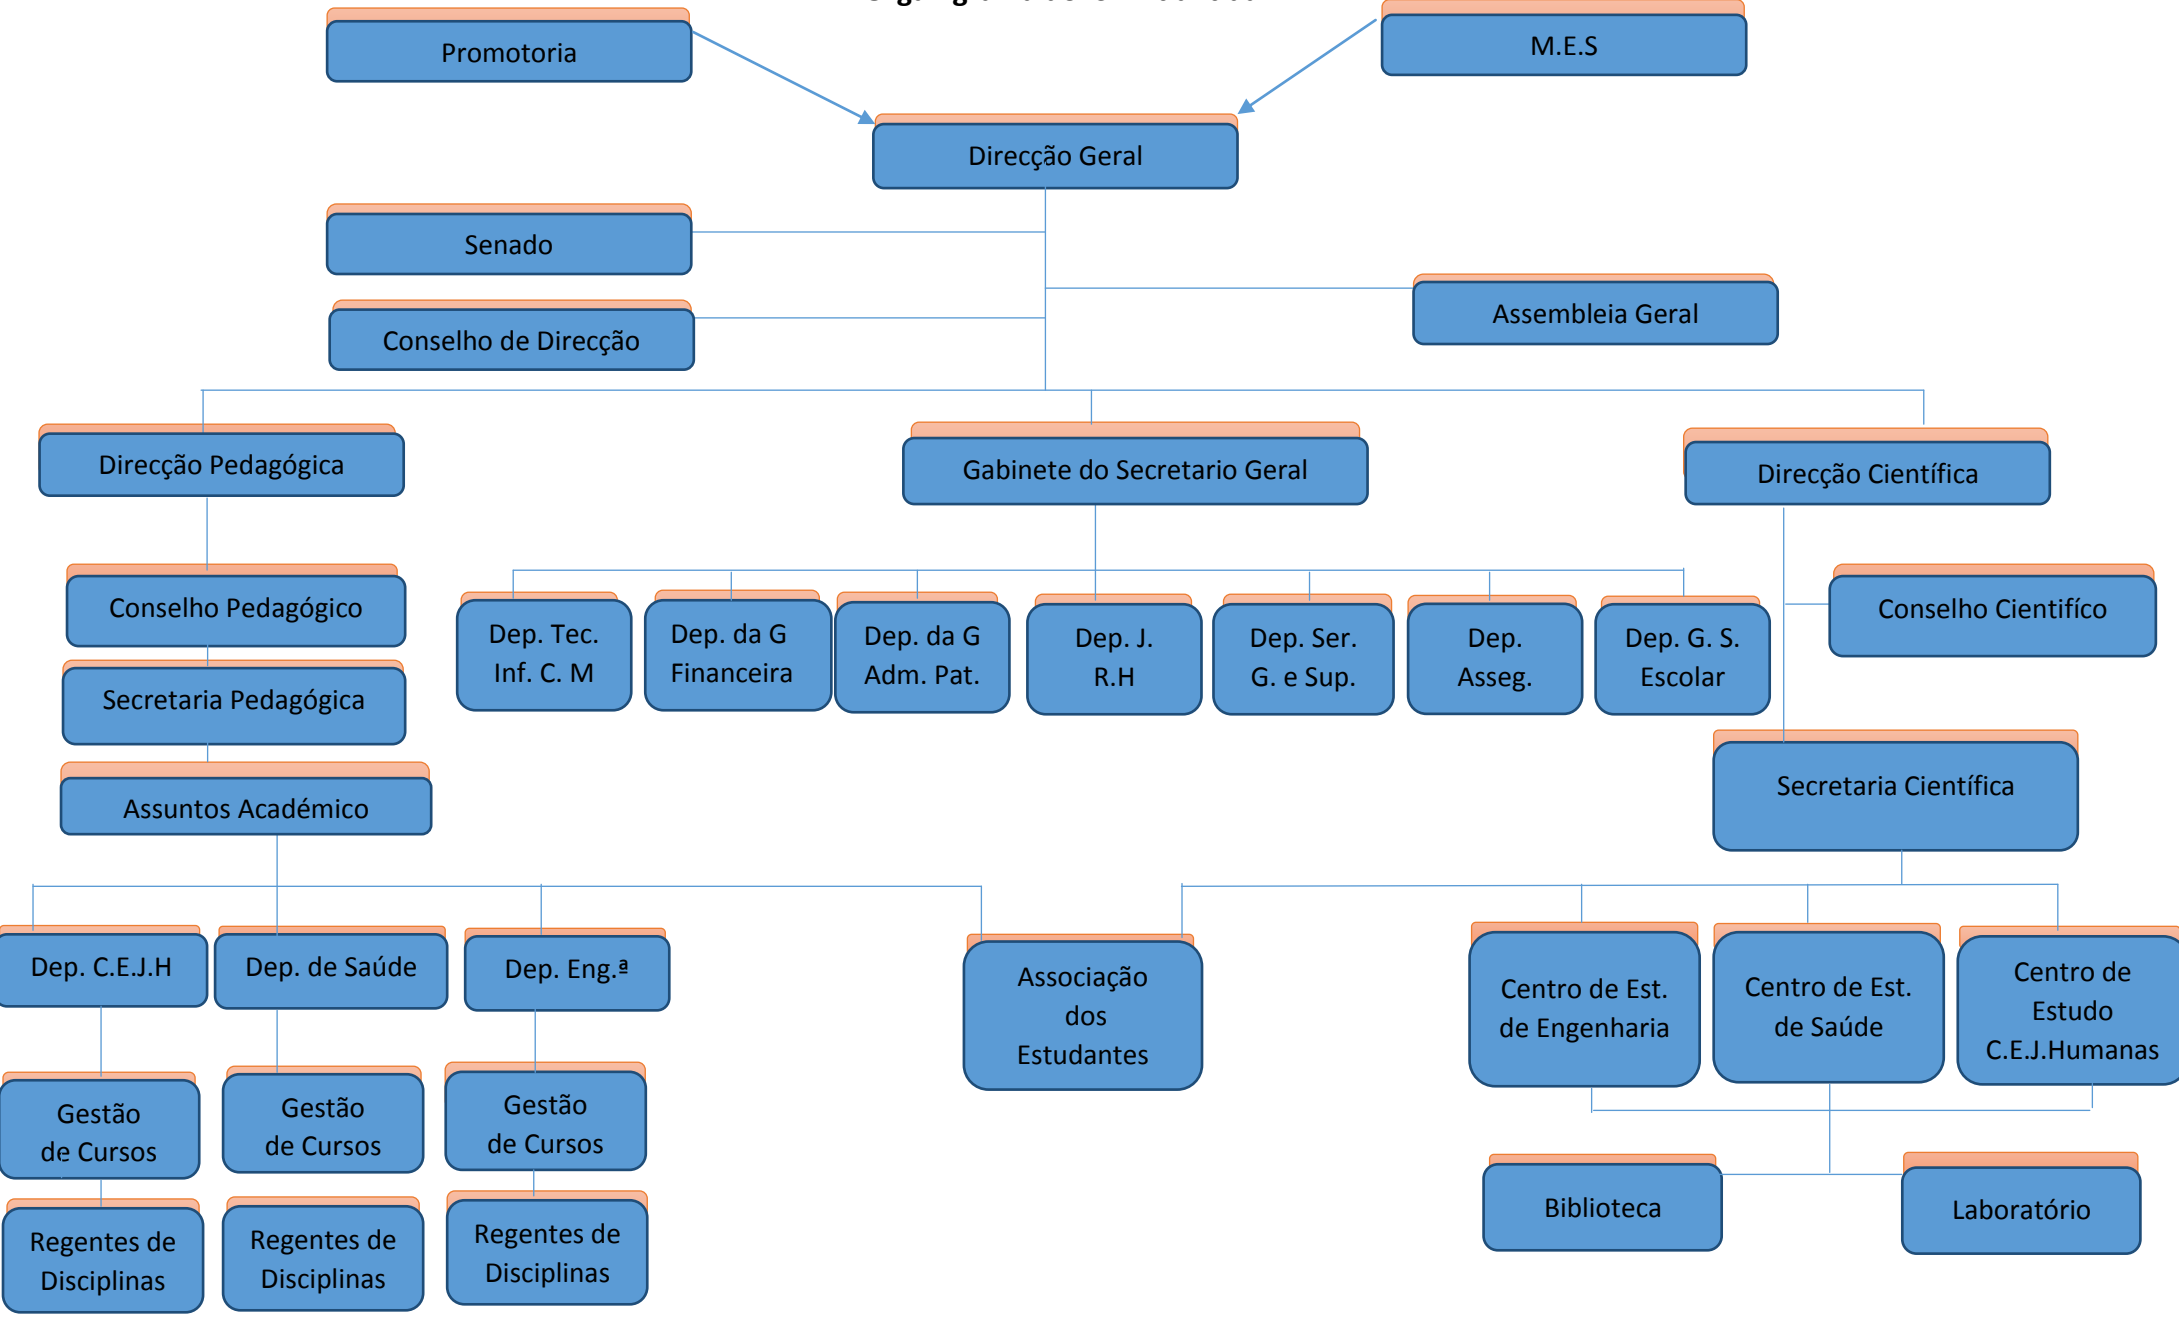 Promotoria
M.E.S
Direcção Geral
Senado
Assembleia Geral
Conselho de Direcção
Direcção Pedagógica
Gabinete do Secretario Geral
Direcção Científica
Conselho Pedagógico
Conselho Cientifíco
Dep. Tec.
Inf. C. M
Dep. da G
Financeira
Dep. da G
Adm. Pat.
Dep. J.
R.H
Dep. Ser.
G. e Sup.
Dep.
Asseg.
Dep. G. S.
Escolar
Secretaria Pedagógica
Secretaria Científica
Assuntos Académico
Dep. C.E.J.H
Dep. de Saúde
Dep. Eng.ª
Associação
dos
Estudantes
Centro de Est.
de Engenharia
Centro de Est.
de Saúde
Centro de
Estudo
C.E.J.Humanas
Gestão
de Cursos
Gestão
de Cursos
Gestão
de Cursos
Regentes de
Disciplinas
Regentes de
Disciplinas
Regentes de
Disciplinas
Biblioteca
Laboratório